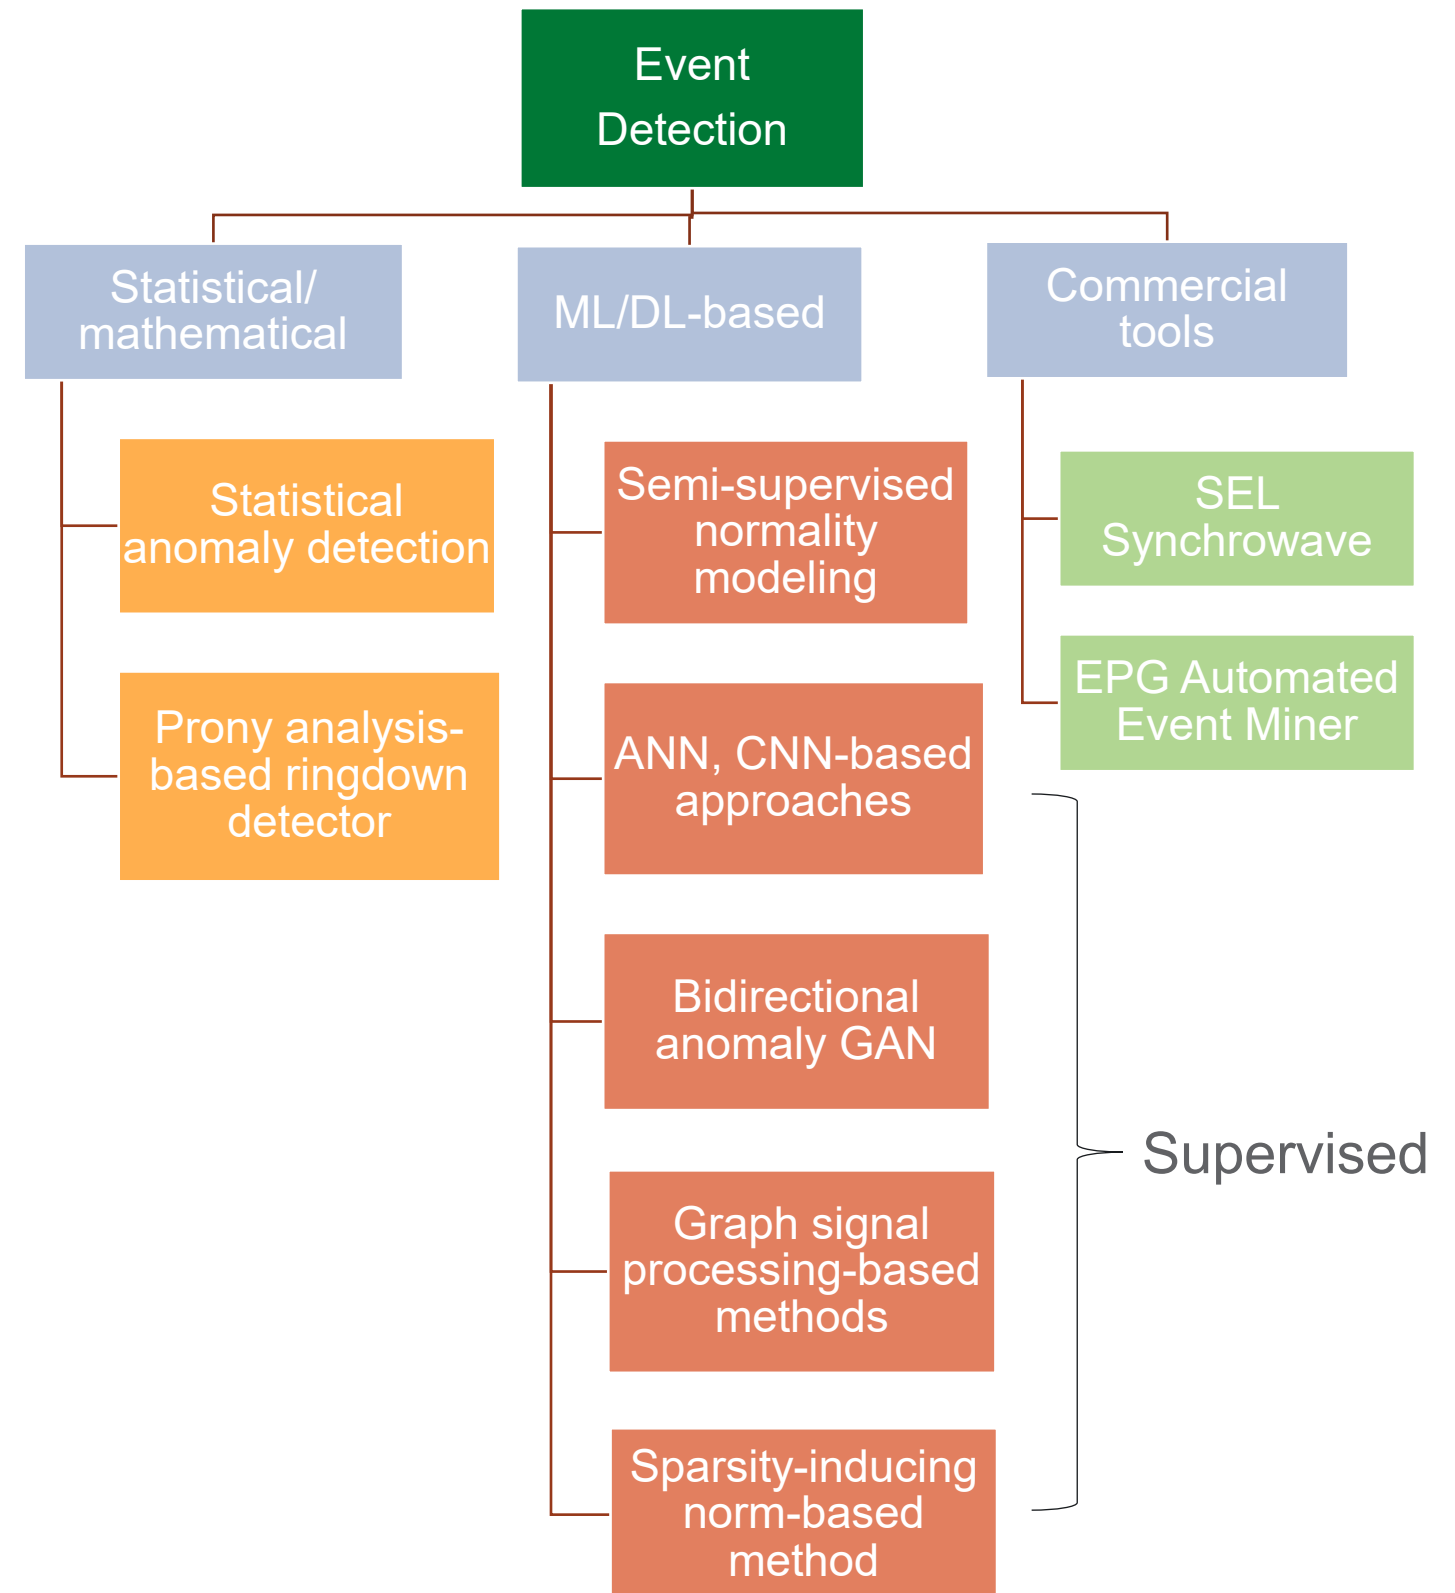 Event
Detection
Statistical/
mathematical
ML/DL-based
Commercial
tools
Statistical
anomaly detection
Prony analysis-
based ringdown
detector
Semi-supervised
normality
modeling
ANN, CNN-based
approaches
Bidirectional
anomaly GAN
Graph signal
processing-based
methods
Sparsity-inducing
norm-based
method
SEL
Synchrowave
EPG Automated
Event Miner
Supervised